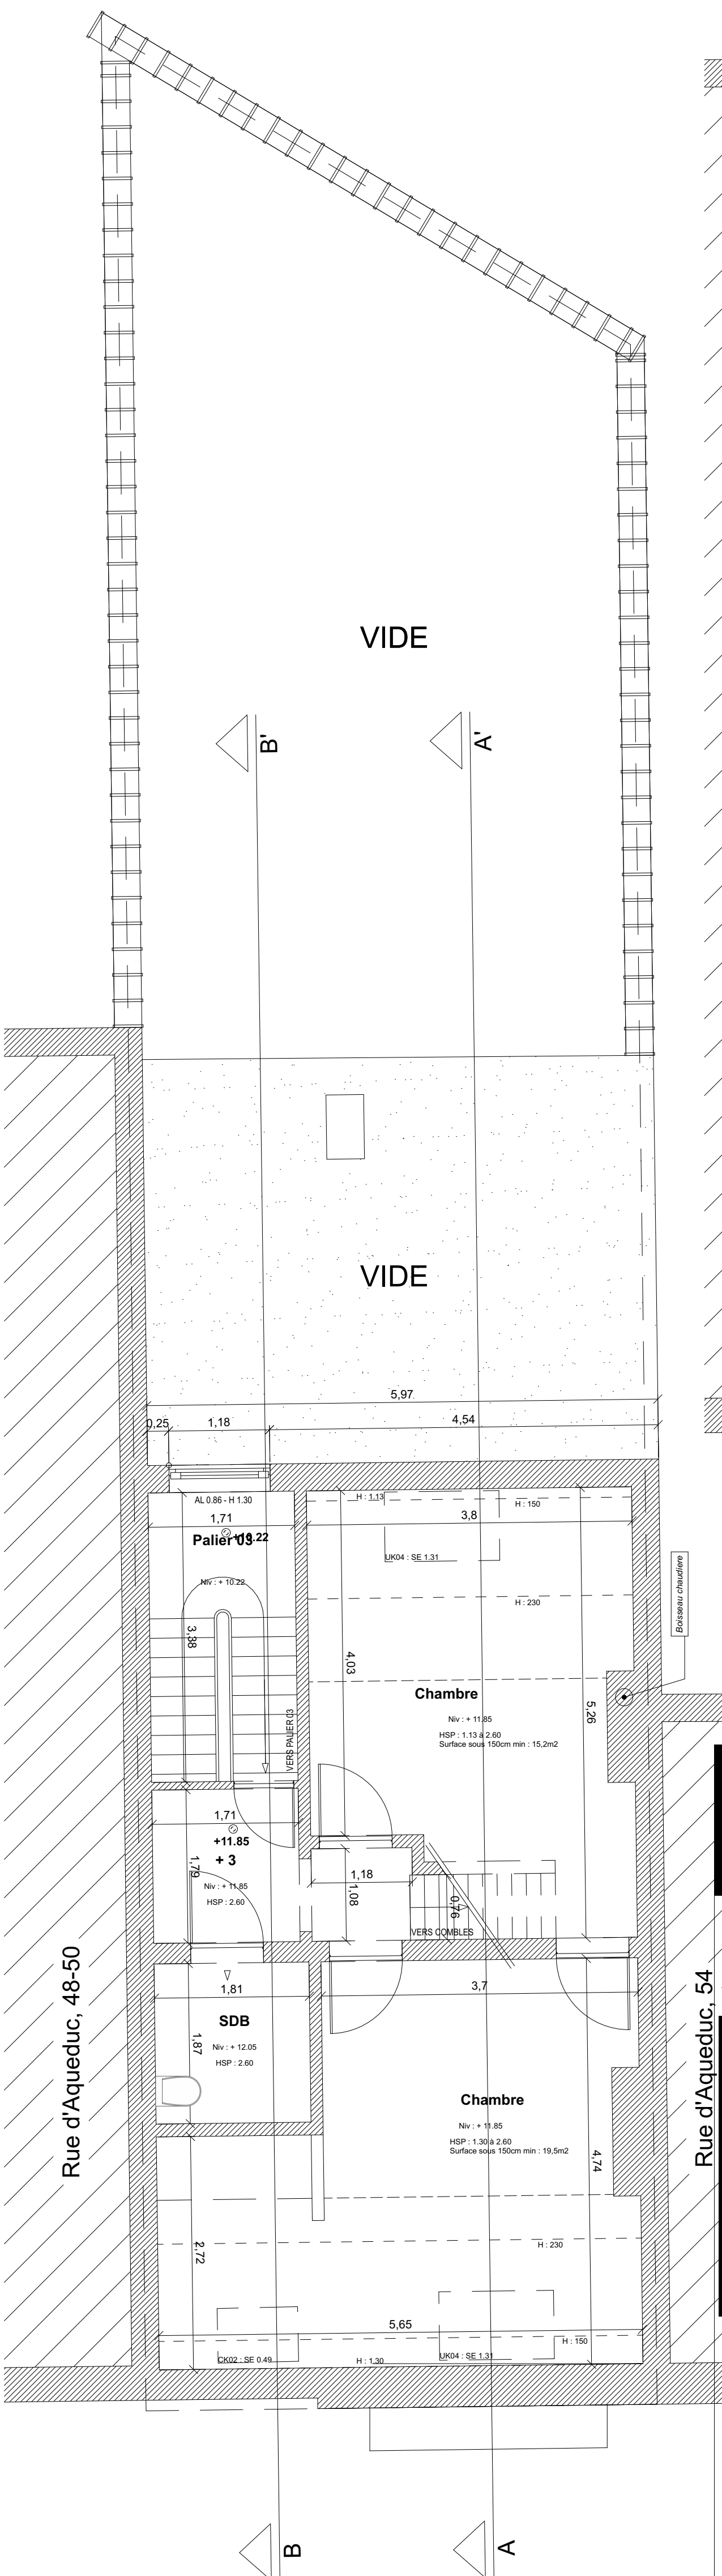 VIDE
B'
A'
VIDE
5,97
0,25
1,18
4,54
AL 0.86 - H 1.30
H : 1.13
H : 150
1,71
3,8
Palier 03
+10.22
UK04 : SE 1.31
Niv : + 10.22
H : 230
Boisseau chaudiere
3,38
4,03
Chambre
5,26
Niv : + 11.85
HSP : 1.13 à 2.60
Surface sous 150cm min : 15,2m2
VERS PALIER 03
1,71
+11.85
+ 3
1,79
Niv : + 11.85
HSP : 2.60
1,18
1,08
0,76
VERS COMBLES
Rue d'Aqueduc, 48-50
Rue d'Aqueduc, 54
1,81
3,7
SDB
1,87
Niv : + 12.05
HSP : 2.60
Chambre
Niv : + 11.85
HSP : 1.30 à 2.60
Surface sous 150cm min : 19,5m2
4,74
2,72
H : 230
5,65
H : 150
CK02 : SE 0.49
H : 1.30
UK04 : SE 1.31
B
A